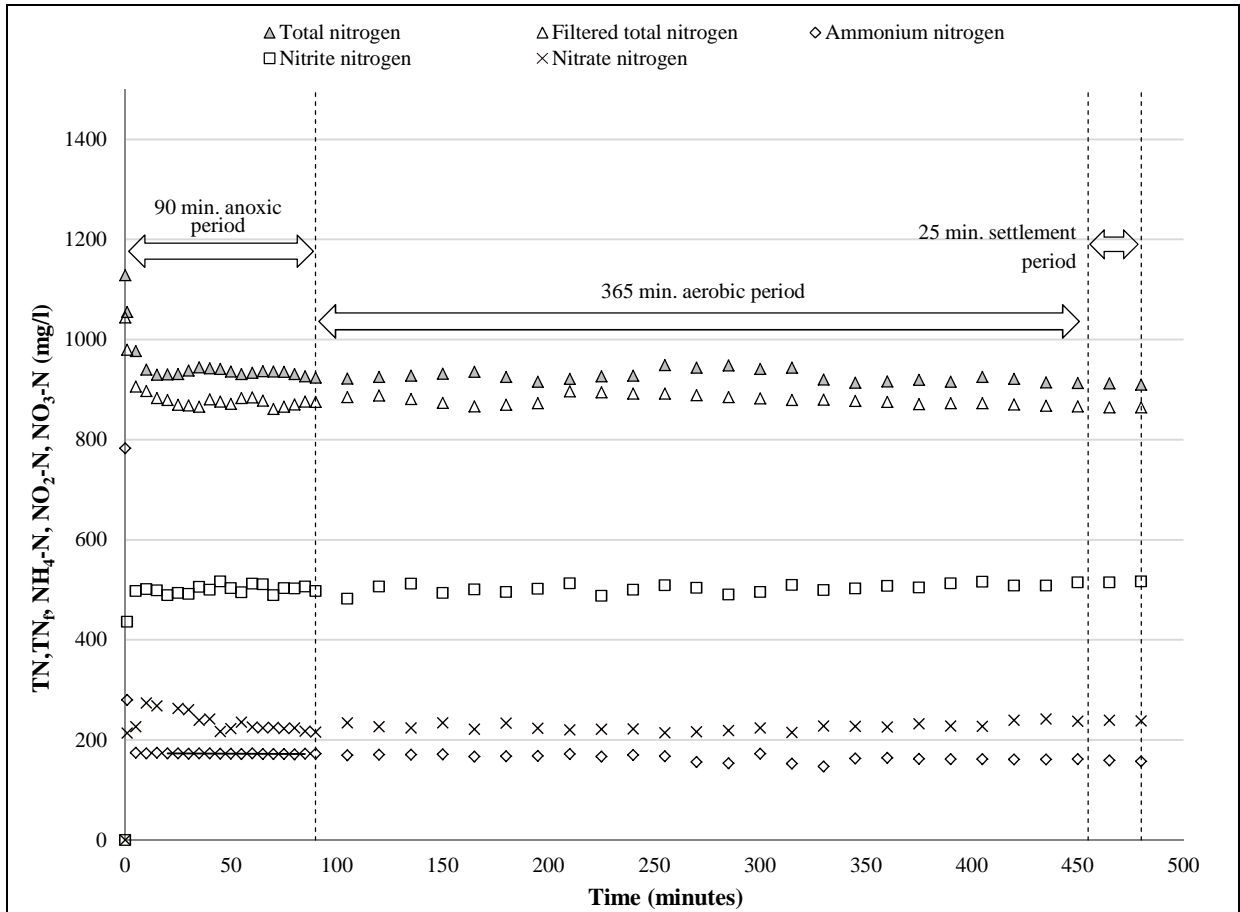 Total nitrogen Filtered total nitrogen Ammonium nitrogen
Nitrite nitrogen Nitrate nitrogen
1400
1200
1000
800
600
400
200
0
TN,TNf, NH4-N, NO2-N, NO3-N (mg/l)
90 min. anoxic
period
365 min. aerobic period
25 min. settlement
period
0 50 100 150 200 250 300 350 400 450 500
Time (minutes)